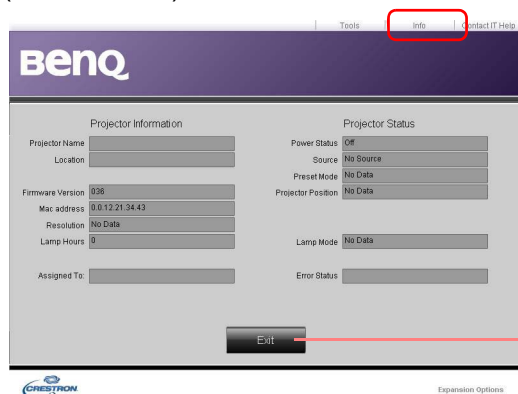 Tools Info Contact IT Help
BenQ
Projector Information Projector Status
Projector Name Power Status Off
Location Source No Source
Preset Mode No Data
Firmware Version 036 Projector Position No Data
Mac address 0.0.12.21.34.43
Resolution No Data
Lamp Hours 0 Lamp Mode No Data
Assigned To: Error Status
Exit
CRESTRON Expansion Options